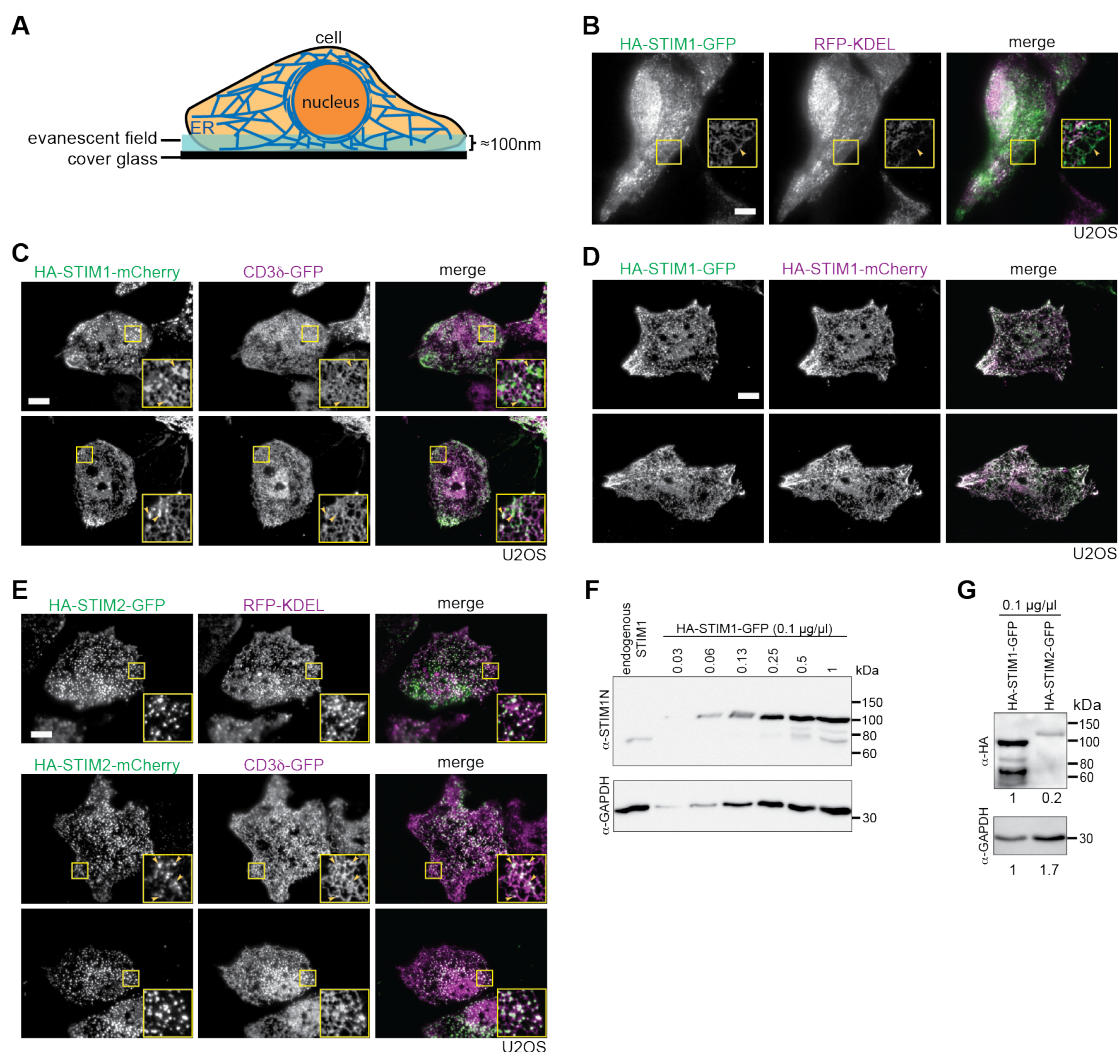 A
cell
nucleus
ER
evanescent field
cover glass
≈100nm
B
HA-STIM1-GFP RFP-KDEL merge
U2OS
C
HA-STIM1-mCherry CD3δ-GFP merge
U2OS
D
HA-STIM1-GFP HA-STIM1-mCherry merge
U2OS
E
HA-STIM2-GFP RFP-KDEL merge
HA-STIM2-mCherry CD3δ-GFP merge
U2OS
F
endogenous
STIM1
HA-STIM1-GFP (0.1 µg/µl)
0.03 0.06 0.13 0.25 0.5 1 kDa
α-STIM1N
150
100
80
60
α-GAPDH
30
G
0.1 µg/µl
HA-STIM1-GFP
HA-STIM2-GFP
kDa
α-HA
150
100
80
60
1 0.2
α-GAPDH
30
1 1.7